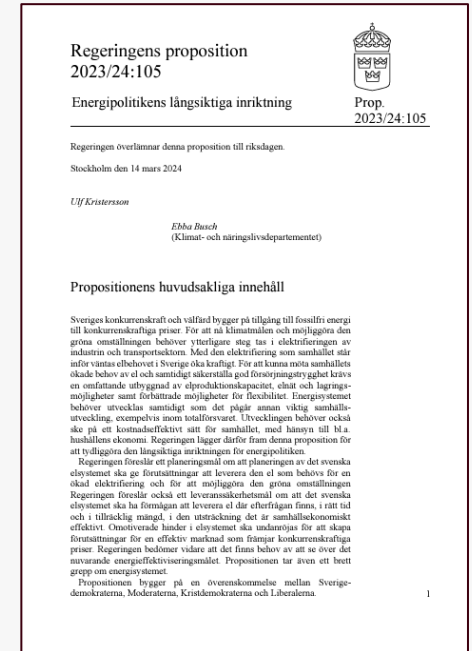 Regeringens proposition
2023/24:105
Energipolitikens långsiktiga inriktning
Prop.
2023/24:105
Regeringen överlämnar denna proposition till riksdagen.
Stockholm den 14 mars 2024
Ulf Kristersson
Ebba Busch
(Klimat- och näringslivsdepartementet)
Propositionens huvudsakliga innehåll
Sveriges konkurrenskraft och välfärd bygger på tillgång till fossilfri energi
till konkurrenskraftiga priser. För att nå klimatmålen och möjliggöra den
gröna omställningen behöver ytterligare steg tas i elektrifieringen av
industrin och transportsektorn. Med den elektrifiering som samhället står
inför väntas elbehovet i Sverige öka kraftigt. För att kunna möta samhällets
ökade behov av el och samtidigt säkerställa god försörjningstrygghet krävs
en omfattande utbyggnad av elproduktionskapacitet, elnät och lagrings-
möjligheter samt förbättrade möjligheter för flexibilitet. Energisystemet
behöver utvecklas samtidigt som det pågår annan viktig samhälls-
utveckling, exempelvis inom totalförsvaret. Utvecklingen behöver också
ske på ett kostnadseffektivt sätt för samhället, med hänsyn till bl.a.
hushållens ekonomi. Regeringen lägger därför fram denna proposition för
att tydliggöra den långsiktiga inriktningen för energipolitiken.
Regeringen föreslår ett planeringsmål om att planeringen av det svenska
elsystemet ska ge förutsättningar att leverera den el som behövs för en
ökad elektrifiering och för att möjliggöra den gröna omställningen
Regeringen föreslår också ett leveranssäkerhetsmål om att det svenska
elsystemet ska ha förmågan att leverera el där efterfrågan finns, i rätt tid
och i tillräcklig mängd, i den utsträckning det är samhällsekonomiskt
effektivt. Omotiverade hinder i elsystemet ska undanröjas för att skapa
förutsättningar för en effektiv marknad som främjar konkurrenskraftiga
priser. Regeringen bedömer vidare att det finns behov av att se över det
nuvarande energieffektiviseringsmålet. Propositionen tar även ett brett
grepp om energisystemet.
Propositionen bygger på en överenskommelse mellan Sverige-
demokraterna, Moderaterna, Kristdemokraterna och Liberalerna.
1